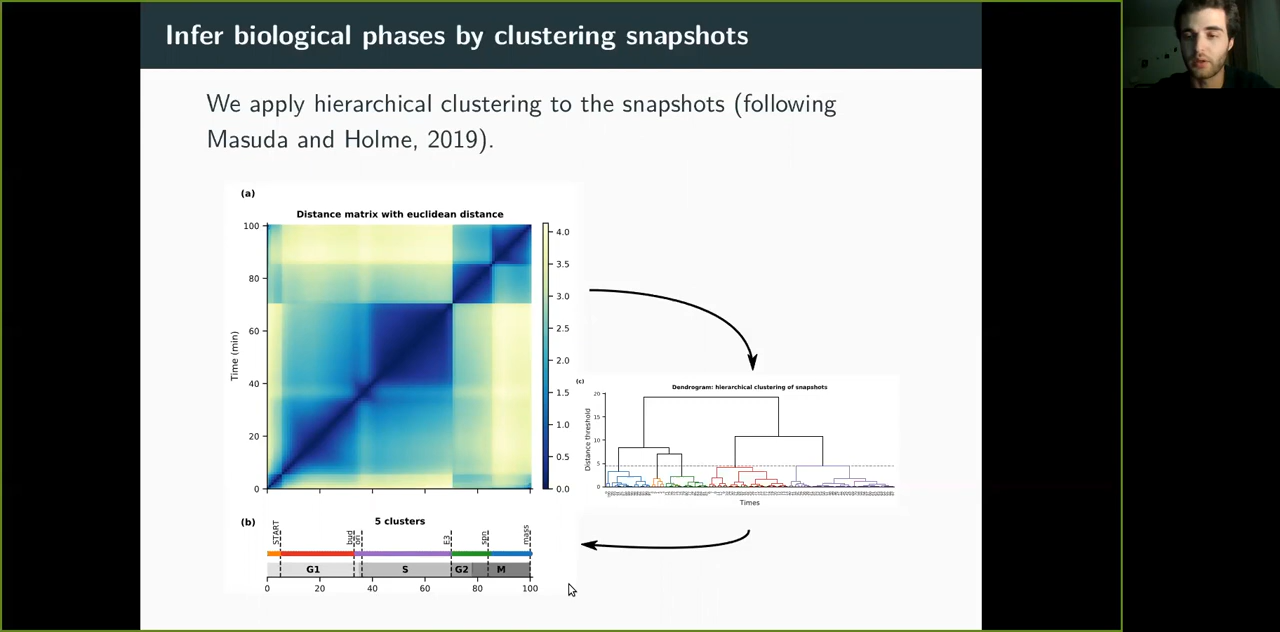 Infer biological phases by clustering snapshots
We apply hierarchical clustering to the snapshots (following
Masuda and Holme, 2019).
(a)
Distance matrix with euclidean distance
100
80
60
40
20
0
Time (min)
4.0
3.5
3.0
2.5
2.0
1.5
1.0
0.5
0.0
(c)
Dendrogram: hierarchical clustering of snapshots
20
15
10
5
0
Distance threshold
Times
(b)
5 clusters
START
bud
ori
E3
spn
mass
G1
S
G2
M
0 20 40 60 80 100